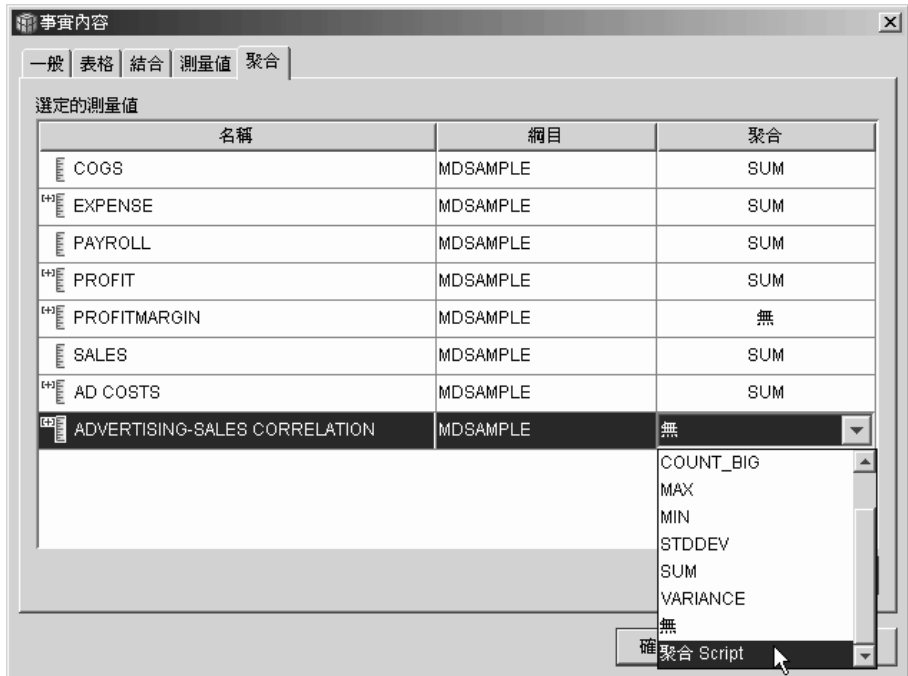 事實內容
一般 表格 結合 測量值 聚合
選定的測量值
名稱 綱目 聚合
COGS MDSAMPLE SUM
EXPENSE MDSAMPLE SUM
PAYROLL MDSAMPLE SUM
PROFIT MDSAMPLE SUM
PROFITMARGIN MDSAMPLE 無
SALES MDSAMPLE SUM
AD COSTS MDSAMPLE SUM
ADVERTISING-SALES CORRELATION MDSAMPLE 無
COUNT_BIG
MAX
MIN
STDDEV
SUM
VARIANCE
無
確
聚合 Script